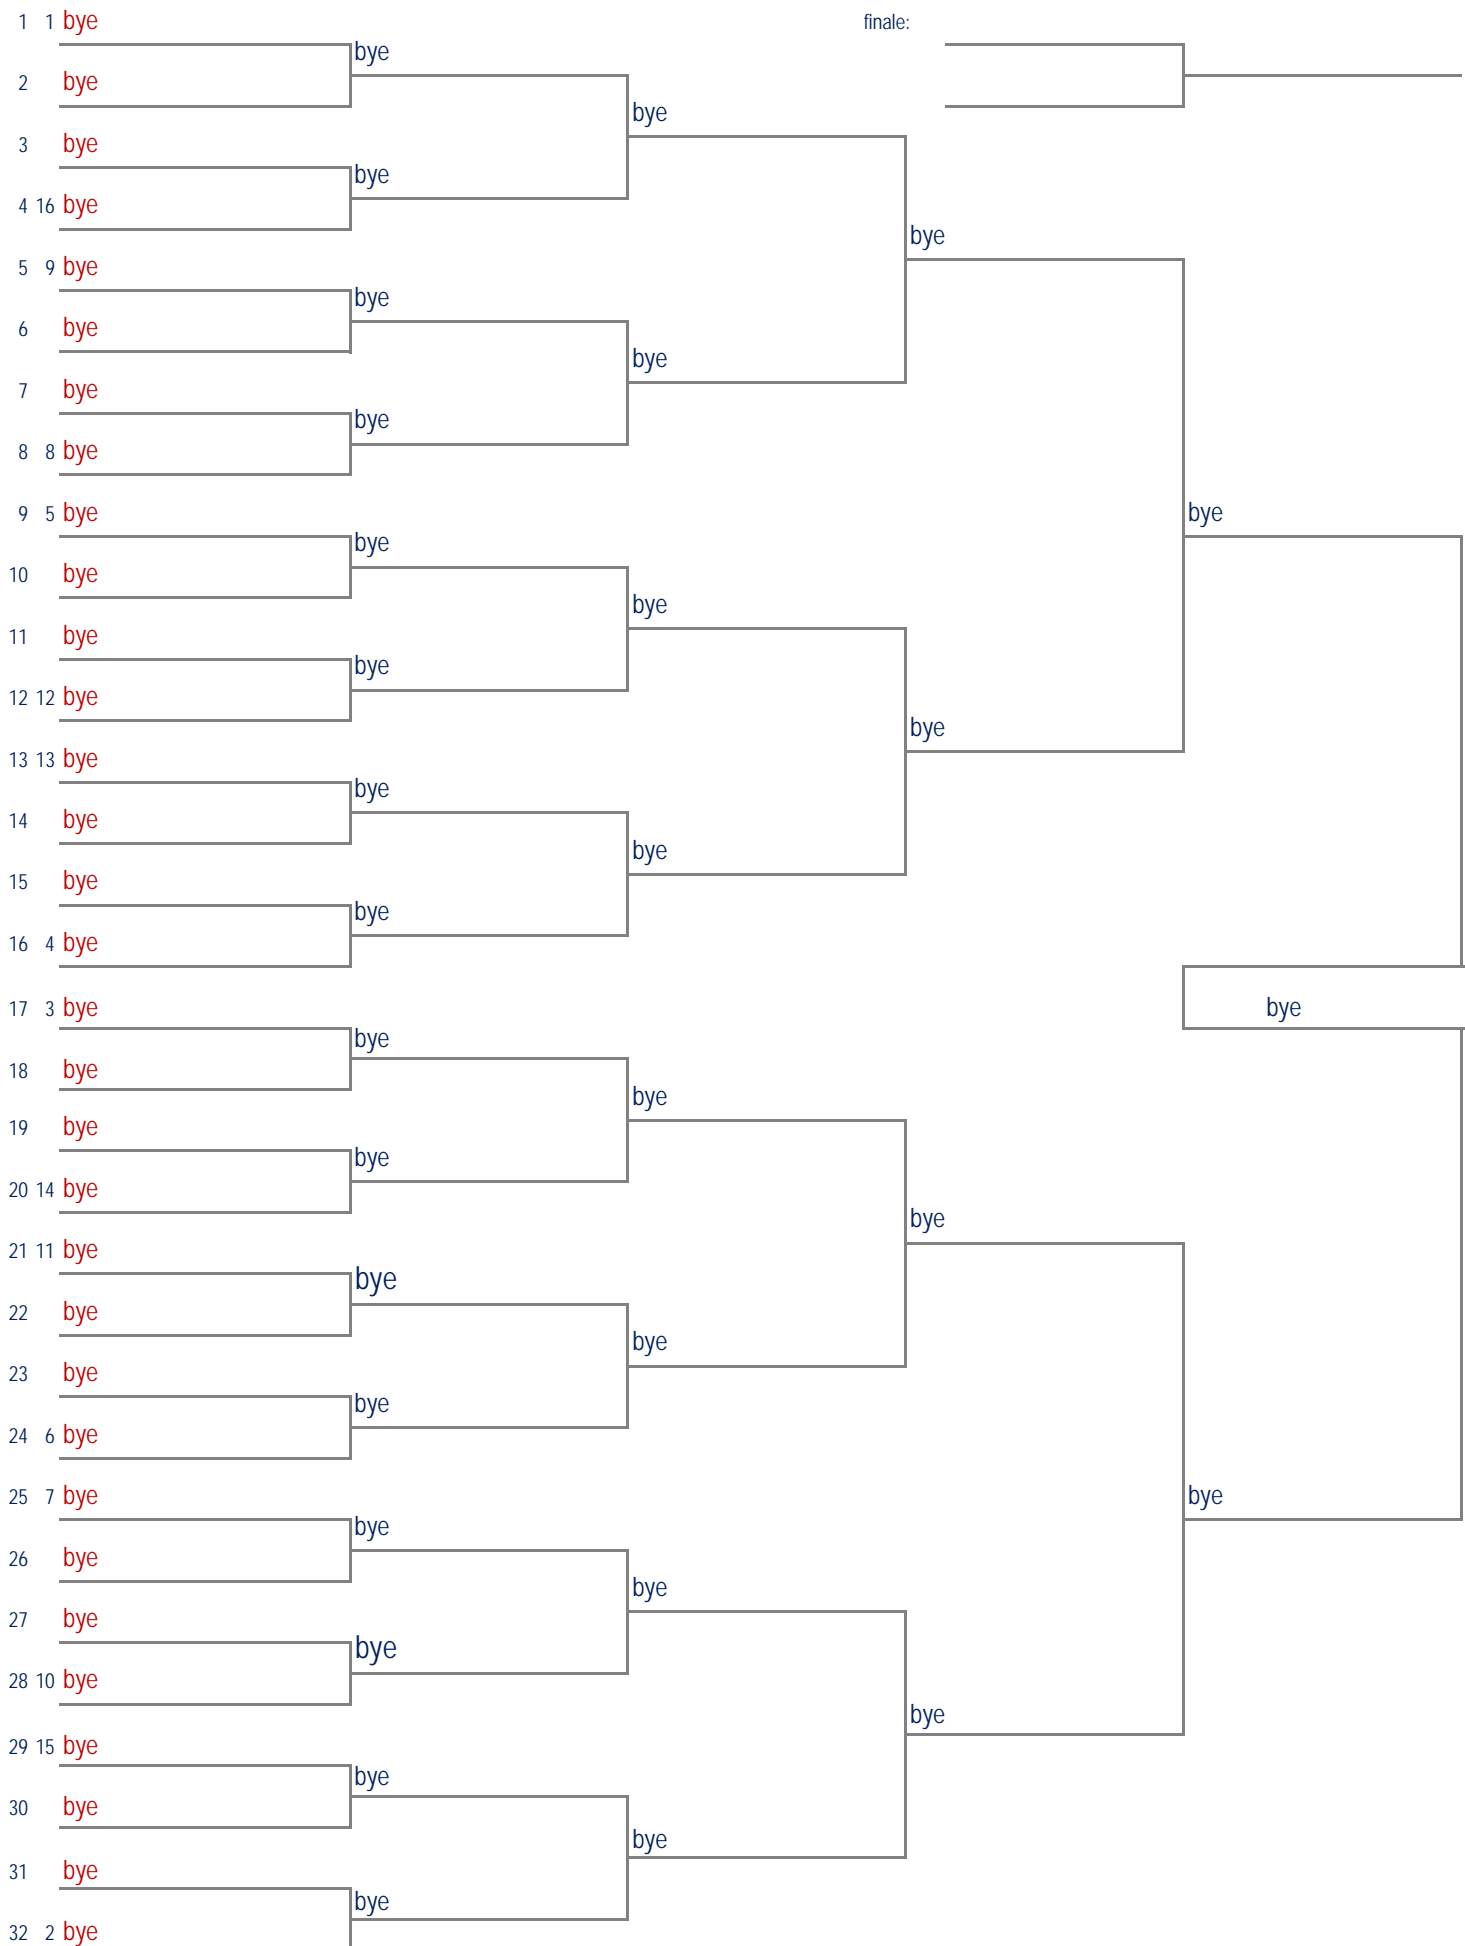 1 1 bye finale:
bye
2 bye
bye
3 bye
bye
4 16 bye
bye
5 9 bye
bye
6 bye
bye
7 bye
bye
8 8 bye
9 5 bye bye
bye
10 bye
bye
11 bye
bye
12 12 bye
bye
13 13 bye
bye
14 bye
bye
15 bye
bye
16 4 bye
17 3 bye bye
bye
18 bye
bye
19 bye
bye
20 14 bye
bye
21 11 bye
bye
22 bye
bye
23 bye
bye
24 6 bye
25 7 bye bye
bye
26 bye
bye
27 bye
bye
28 10 bye
bye
29 15 bye
bye
30 bye
bye
31 bye
bye
32 2 bye